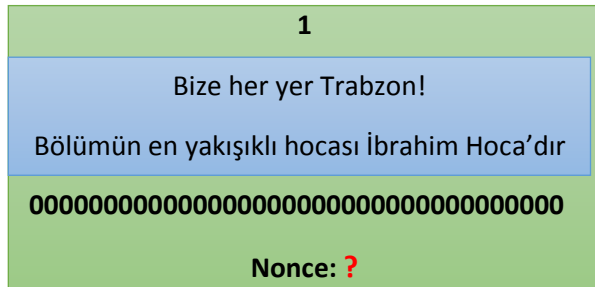 1
Bize her yer Trabzon!
Bölümün en yakışıklı hocası İbrahim Hoca’dır
000000000000000000000000000000000000
Nonce: ?